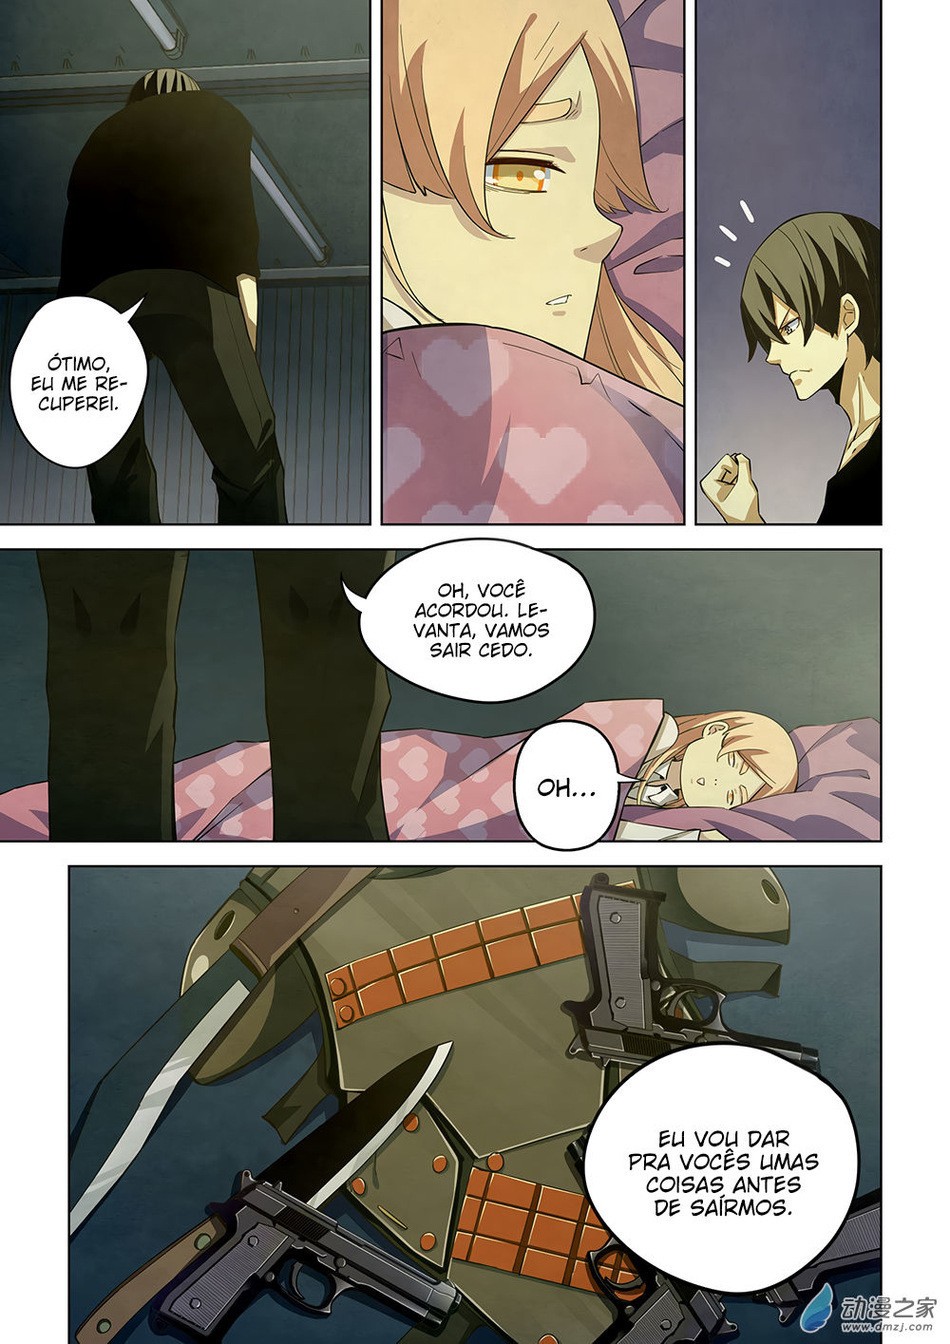 ÓTIMO,
EU ME RE-
CUPEREI.
OH, VOCÊ
ACORDOU. LE-
VANTA, VAMOS
SAIR CEDO.
OH...
EU VOU DAR
PRA VOCÊS UMAS
COISAS ANTES
DE SAÍRMOS.
动漫之家
www.dmzj.com